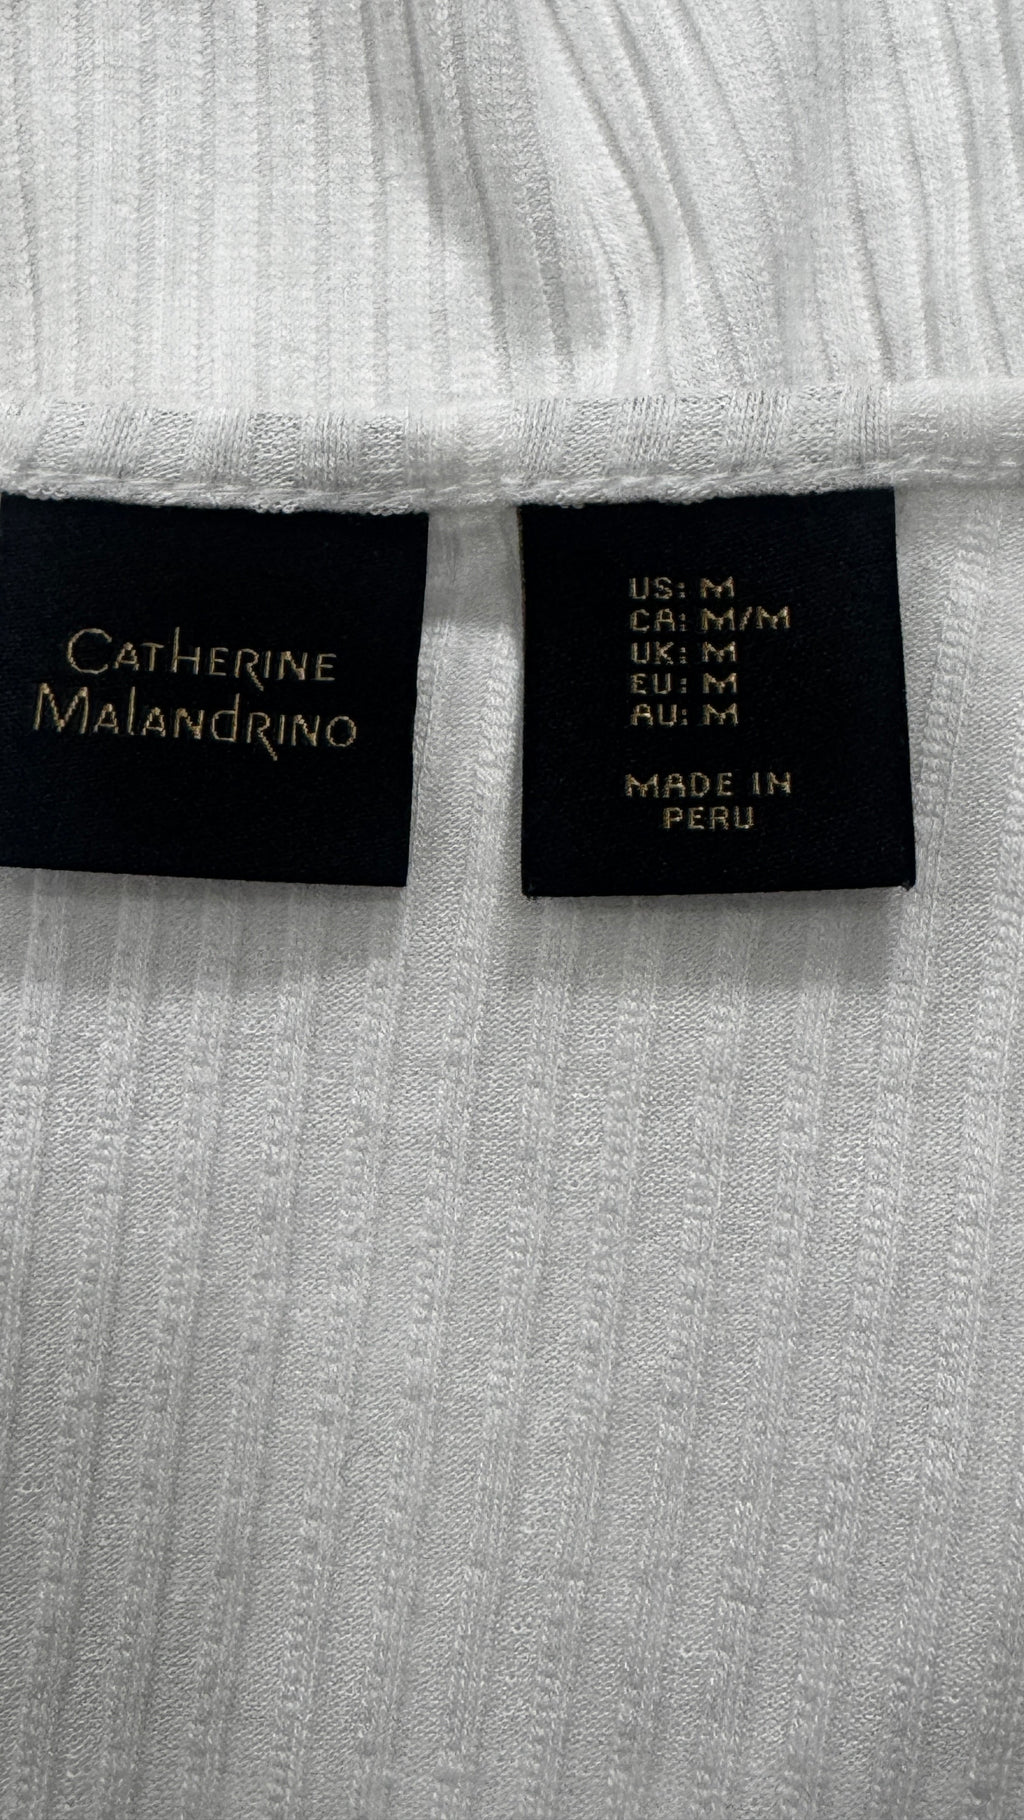 CATHERINE
MALANDRINO
US: M
CA: M/M
UK: M
EU: M
AU: M
MADE IN
PERU